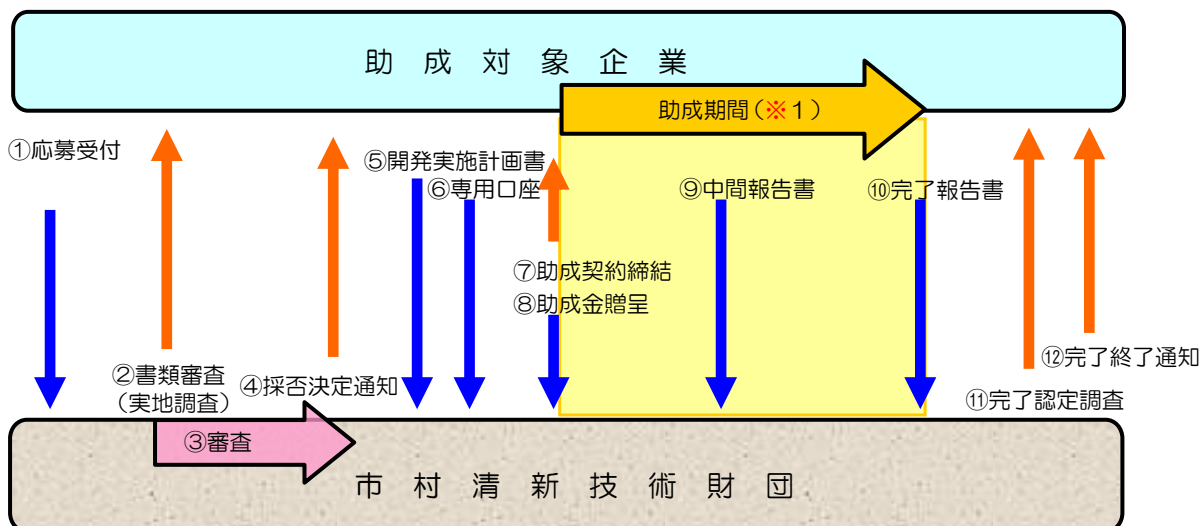 助成対象企業
助成期間(※1)
①応募受付
⑤開発実施計画書
⑥専用口座
⑨中間報告書
⑩完了報告書
⑦助成契約締結
⑧助成金贈呈
②書類審査
(実地調査)
④採否決定通知
⑫完了終了通知
⑪完了認定調査
③審査
市村清新技術財団